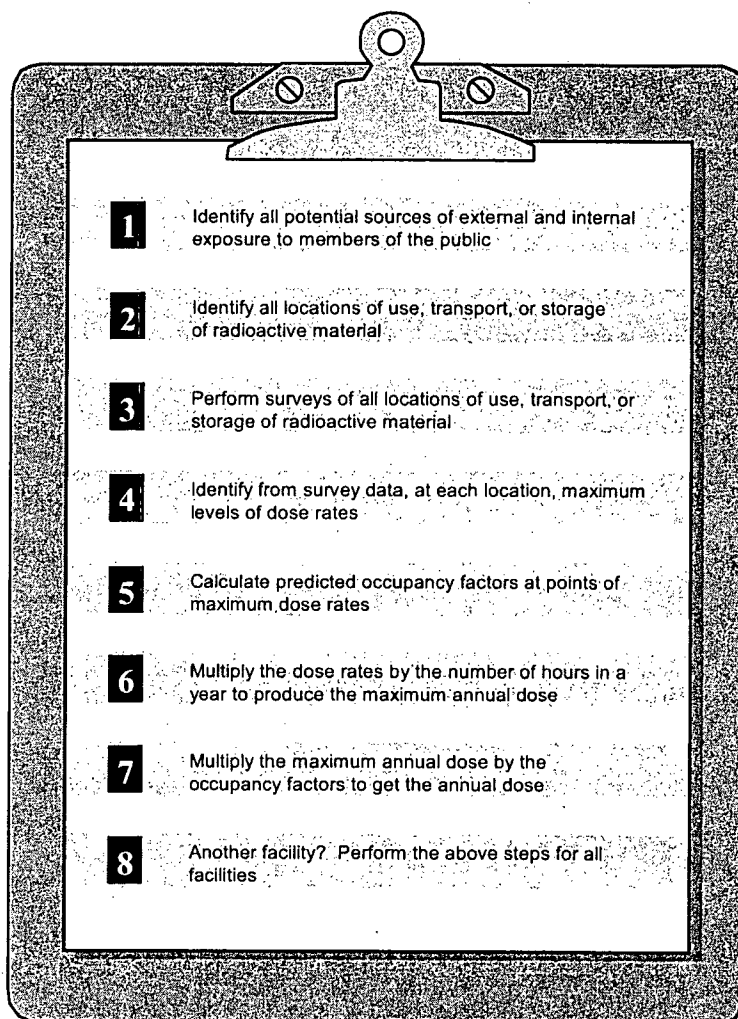 1 Identify all potential sources of external and internal
exposure to members of the public
2 Identify all locations of use, transport, or storage
of radioactive material
3 Perform surveys of all locations of use, transport, or
storage of radioactive material
4 Identify from survey data, at each location, maximum
levels of dose rates
5 Calculate predicted occupancy factors at points of
maximum dose rates
6 Multiply the dose rates by the number of hours in a
year to produce the maximum annual dose
7 Multiply the maximum annual dose by the
occupancy factors to get the annual dose
8 Another facility? Perform the above steps for all
facilities